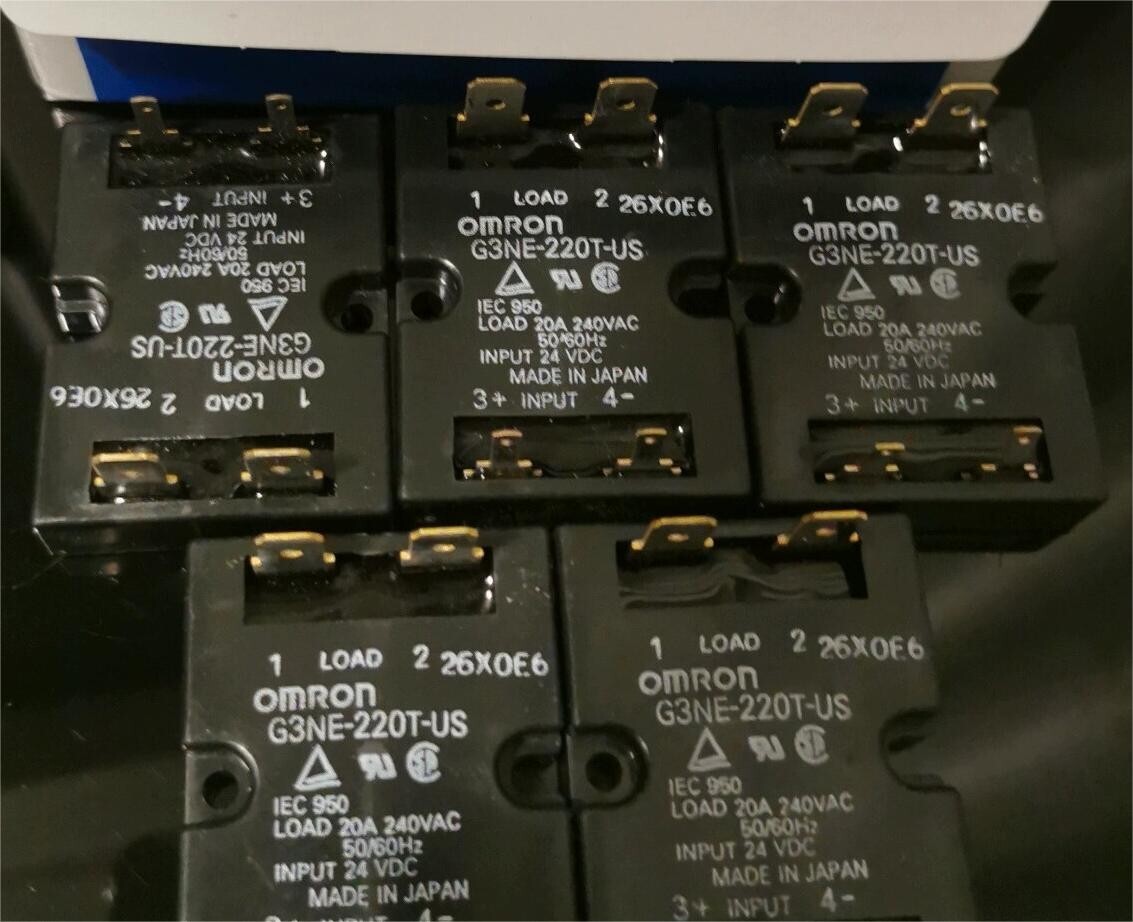 3+ INPUT 4-
MADE IN JAPAN
INPUT 24 VDC
50/60Hz
LOAD 20A 240VAC
IEC 950
G3NE-220T-US
OMRON
1 LOAD 2 26X0E6
1 LOAD 2 26X0E6
OMRON
G3NE-220T-US
IEC 950
LOAD 20A 240VAC
50/60Hz
INPUT 24 VDC
MADE IN JAPAN
3+ INPUT 4-
1 LOAD 2 26X0E6
OMRON
G3NE-220T-US
IEC 950
LOAD 20A 240VAC
50/60Hz
INPUT 24 VDC
MADE IN JAPAN
3+ INPUT 4-
1 LOAD 2 26X0E6
OMRON
G3NE-220T-US
IEC 950
LOAD 20A 240VAC
50/60Hz
INPUT 24 VDC
MADE IN JAPAN
3+ INPUT 4-
1 LOAD 2 26X0E6
OMRON
G3NE-220T-US
IEC 950
LOAD 20A 240VAC
50/60Hz
INPUT 24 VDC
MADE IN JAPAN
3+ INPUT 4-